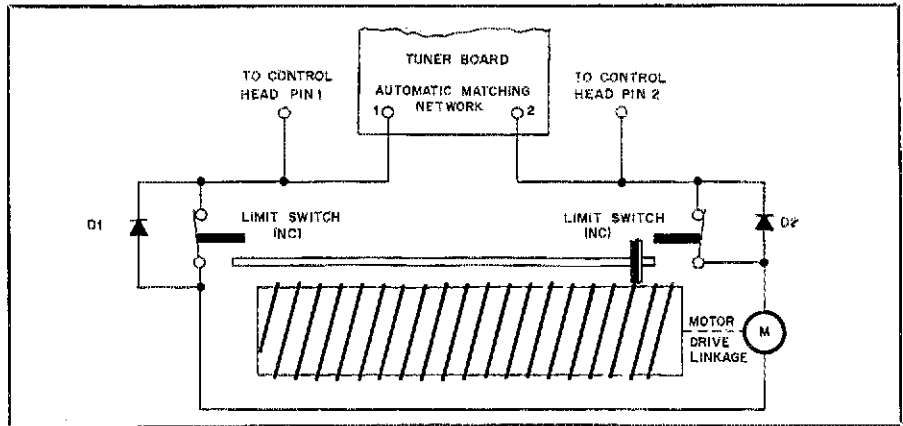 TUNER BOARD
TO CONTROL
HEAD PIN 1
AUTOMATIC MATCHING
NETWORK
1
2
TO CONTROL
HEAD PIN 2
D1
LIMIT SWITCH
(NC)
LIMIT SWITCH
(NC)
D2
MOTOR
DRIVE
LINKAGE
M